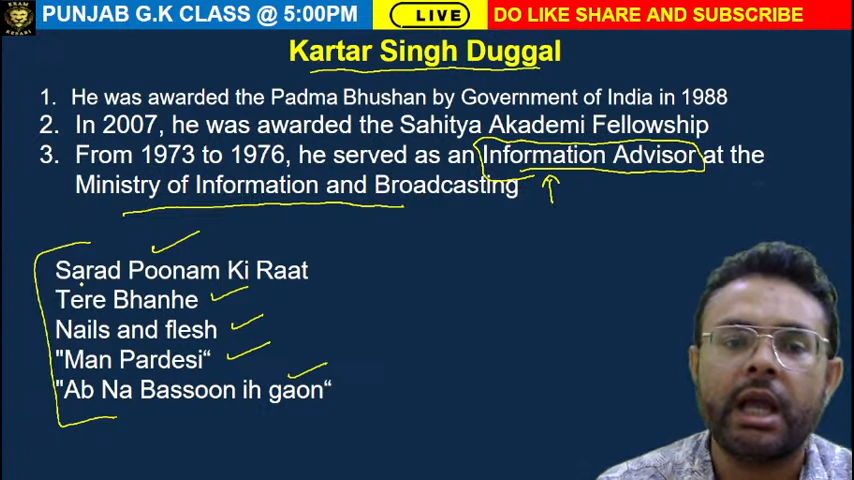 EXAM
KESARI
PUNJAB G.K CLASS @ 5:00PM
LIVE
DO LIKE SHARE AND SUBSCRIBE
Kartar Singh Duggal
1. He was awarded the Padma Bhushan by Government of India in 1988
2. In 2007, he was awarded the Sahitya Akademi Fellowship
3. From 1973 to 1976, he served as an Information Advisor at the
Ministry of Information and Broadcasting
Sarad Poonam Ki Raat
Tere Bhanhe
Nails and flesh
"Man Pardesi“
"Ab Na Bassoon ih gaon“